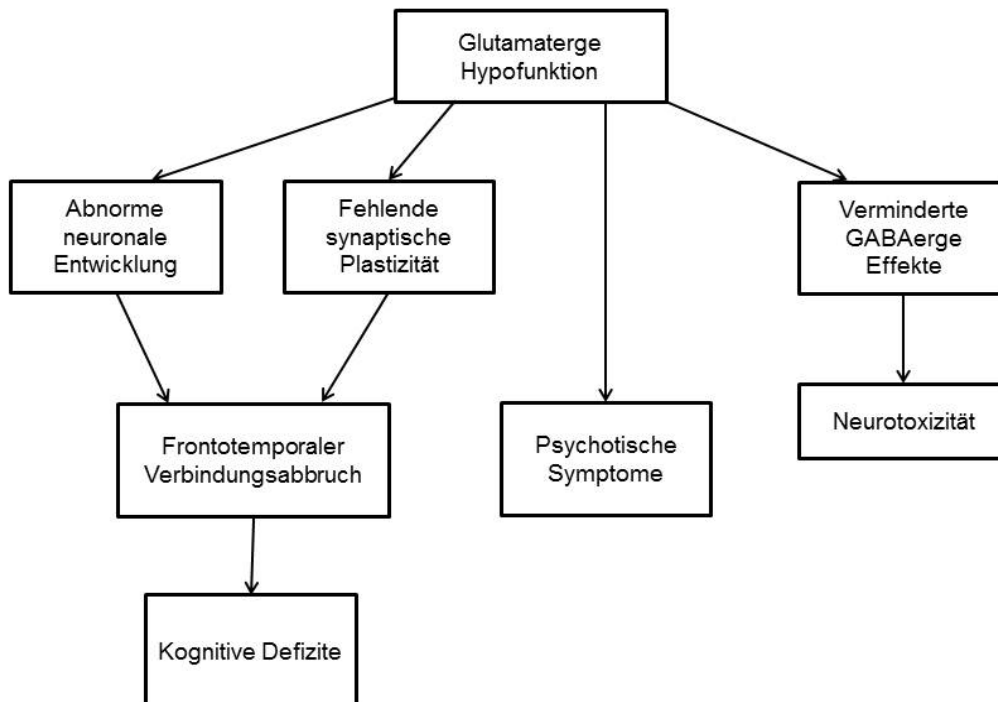 Glutamaterge
Hypofunktion
Abnorme
neuronale
Entwicklung
Fehlende
synaptische
Plastizität
Verminderte
GABAerge
Effekte
Frontotemporaler
Verbindungsabbruch
Psychotische
Symptome
Neurotoxizität
Kognitive Defizite